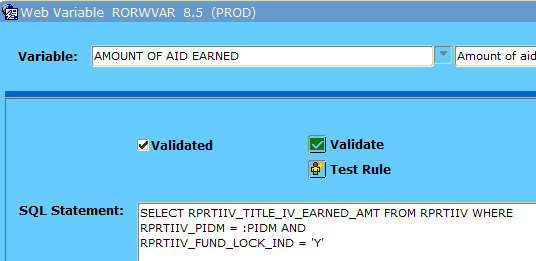 Web Variable RORWVAR 8.5 (PROD)
Variable: AMOUNT OF AID EARNED Amount of aid
Validated Validate
Test Rule
SQL Statement: SELECT RPRTIIV_TITLE_IV_EARNED_AMT FROM RPRTIIV WHERE
RPRTIIV_PIDM = :PIDM AND
RPRTIIV_FUND_LOCK_IND = 'Y'